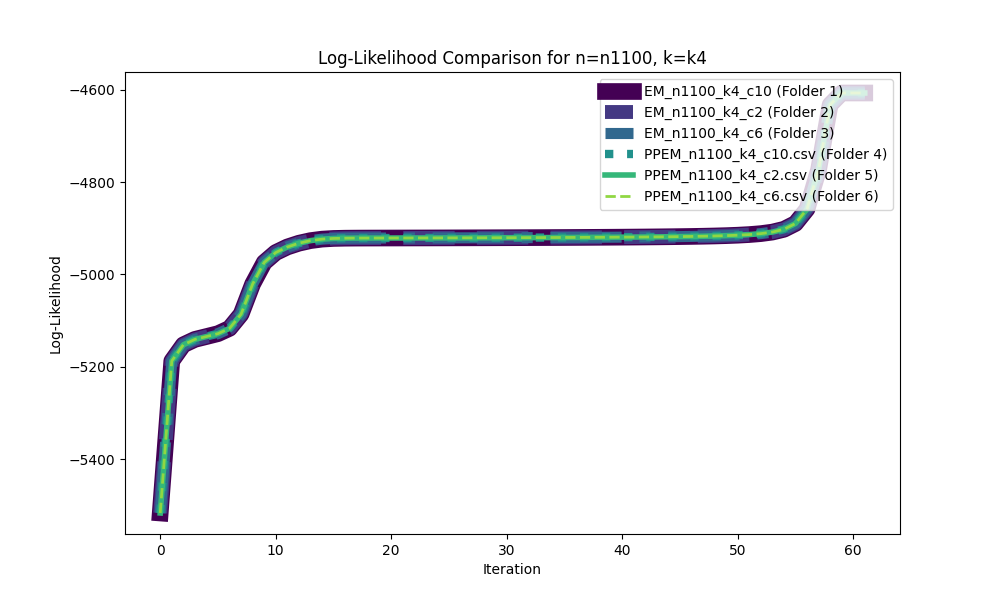 Log-Likelihood Comparison for n=n1100, k=k4
−4600
−4800
−5000
−5200
−5400
Log-Likelihood
EM_n1100_k4_c10 (Folder 1)
EM_n1100_k4_c2 (Folder 2)
EM_n1100_k4_c6 (Folder 3)
PPEM_n1100_k4_c10.csv (Folder 4)
PPEM_n1100_k4_c2.csv (Folder 5)
PPEM_n1100_k4_c6.csv (Folder 6)
0 10 20 30 40 50 60
Iteration